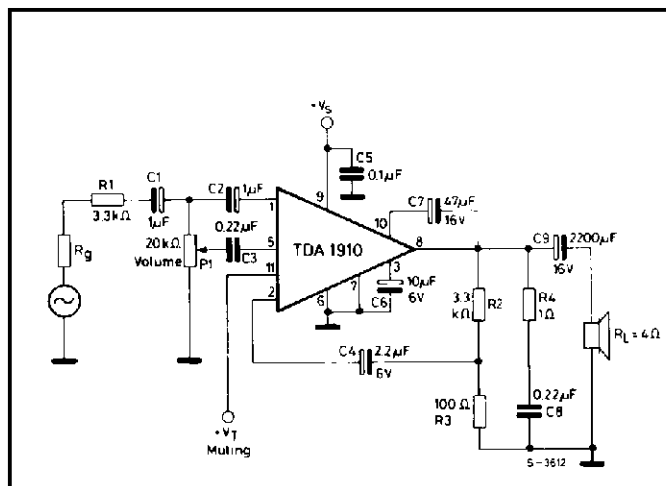 +VS
C5
0.1µF
9
R1
3.3kΩ
C1
1µF
C2
1µF
1
0.22µF
C3
5
11
2
20kΩ
Volume
P1
Rg
TDA 1910
10
C7
47µF
16V
8
3
10µF
6V
C6
6
7
C4
2.2µF
6V
3.3
kΩ
R2
R4
1Ω
C9
2200µF
16V
RL=4Ω
100Ω
R3
0.22µF
C8
+VT
Muting
S-3612